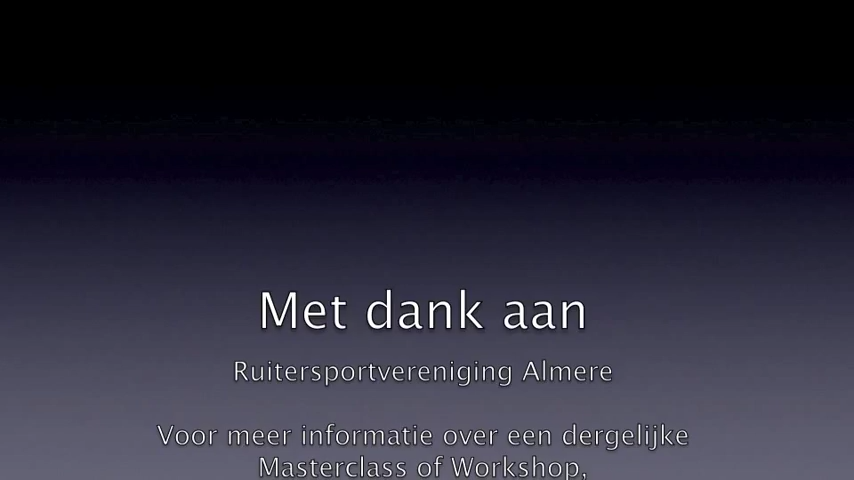 Met dank aan
Ruitersportvereniging Almere
Voor meer informatie over een dergelijke
Masterclass of Workshop,